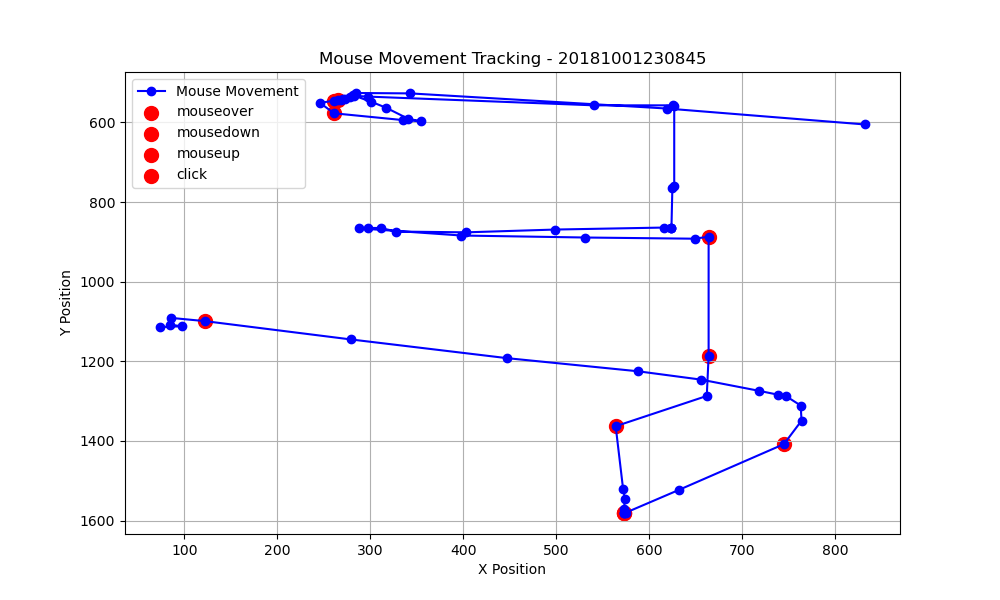 Mouse Movement Tracking - 20181001230845
Mouse Movement
mouseover
mousedown
mouseup
click
600
800
1000
1200
1400
1600
Y Position
100
200
300
400
500
600
700
800
X Position